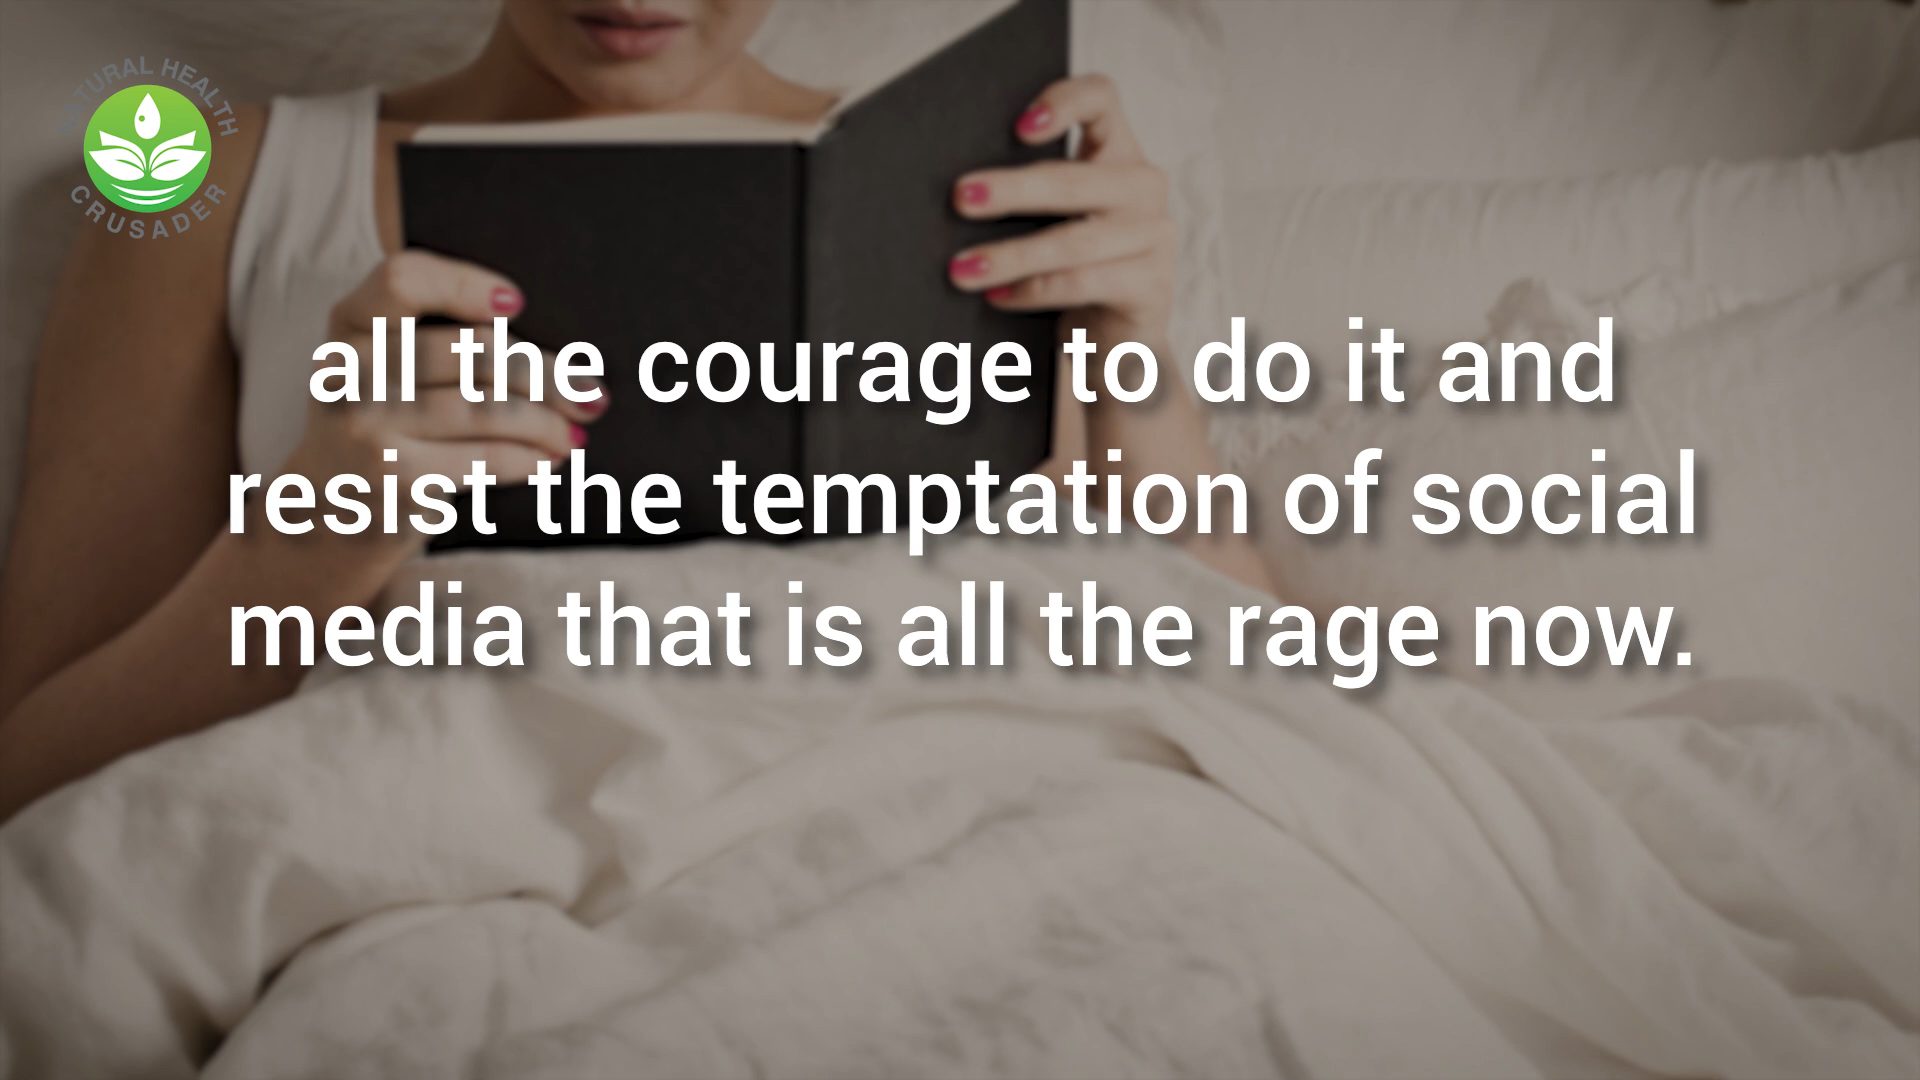 NATURAL HEALTH
CRUSADER
all the courage to do it and
resist the temptation of social
media that is all the rage now.